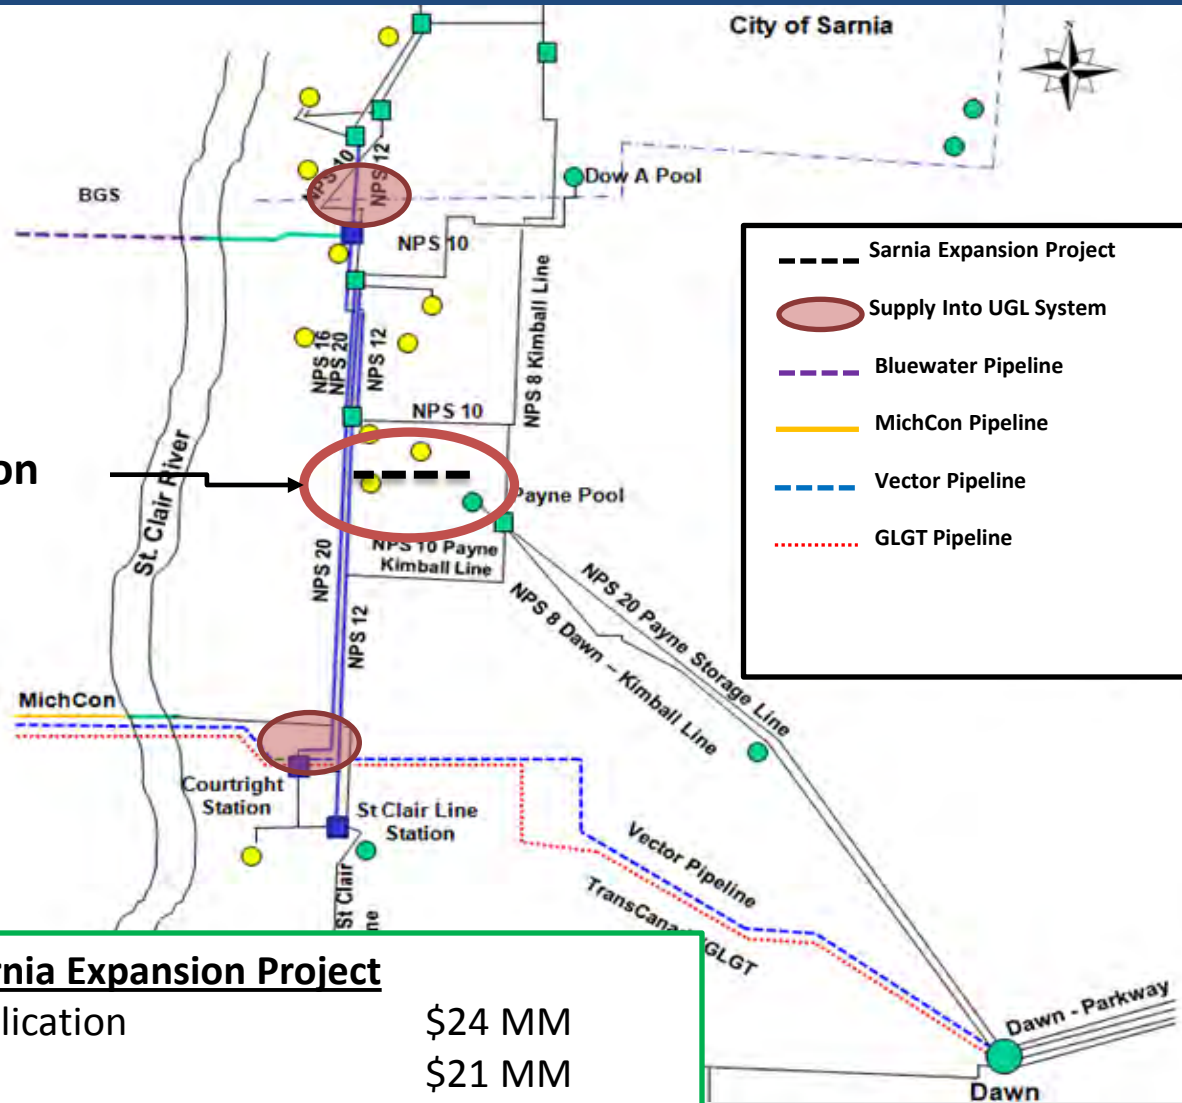 City of Sarnia
N
NPS 10
NPS 12
Dow A Pool
BGS
NPS 10
Sarnia Expansion Project
Supply Into UGL System
Bluewater Pipeline
MichCon Pipeline
Vector Pipeline
GLGT Pipeline
NPS 8 Kimball Line
NPS 16
NPS 20
NPS 12
NPS 10
on
St. Clair River
Payne Pool
NPS 10 Payne
Kimball Line
NPS 20
NPS 12
NPS 20 Payne Storage Line
NPS 8 Dawn – Kimball Line
MichCon
Courtright
Station
St Clair Line
Station
St Clair
ne
Vector Pipeline
GLGT
rnia Expansion Project
lication $24 MM
$21 MM
Dawn - Parkway
Dawn